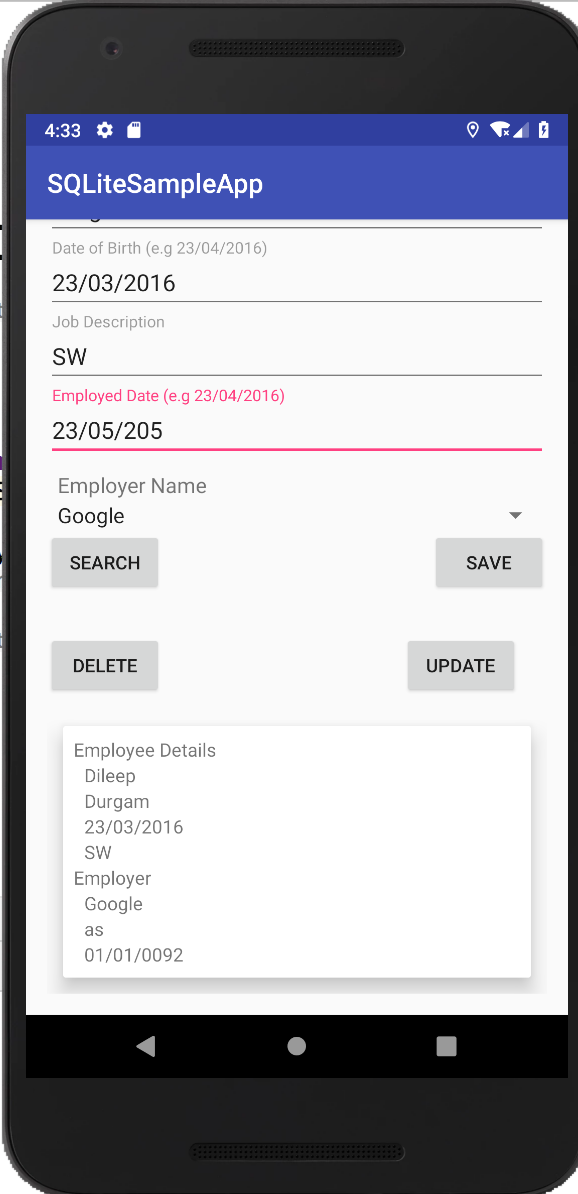 4:33
SQLiteSampleApp
Date of Birth (e.g 23/04/2016)
23/03/2016
Job Description
SW
Employed Date (e.g 23/04/2016)
23/05/205
Employer Name
Google
SEARCH
SAVE
DELETE
UPDATE
Employee Details
Dileep
Durgam
23/03/2016
SW
Employer
Google
as
01/01/0092